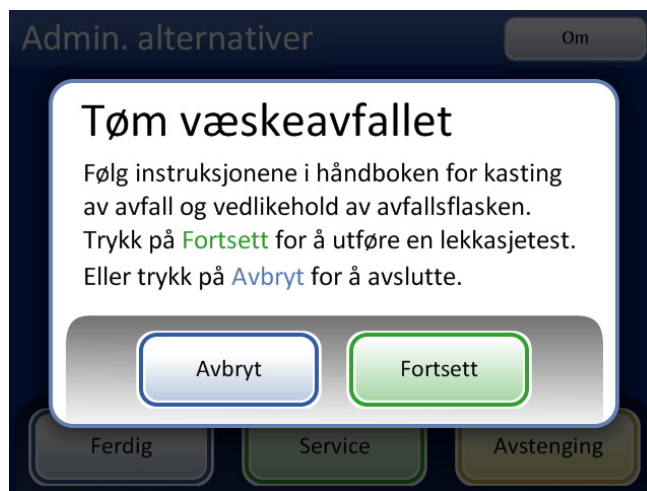 Admin. alternativer
Om
Tøm væskeavfallet
Følg instruksjonene i håndboken for kasting
av avfall og vedlikehold av avfallsflasken.
Trykk på Fortsett for å utføre en lekkasjetest.
Eller trykk på Avbryt for å avslutte.
Avbryt
Fortsett
Ferdig
Service
Avstenging